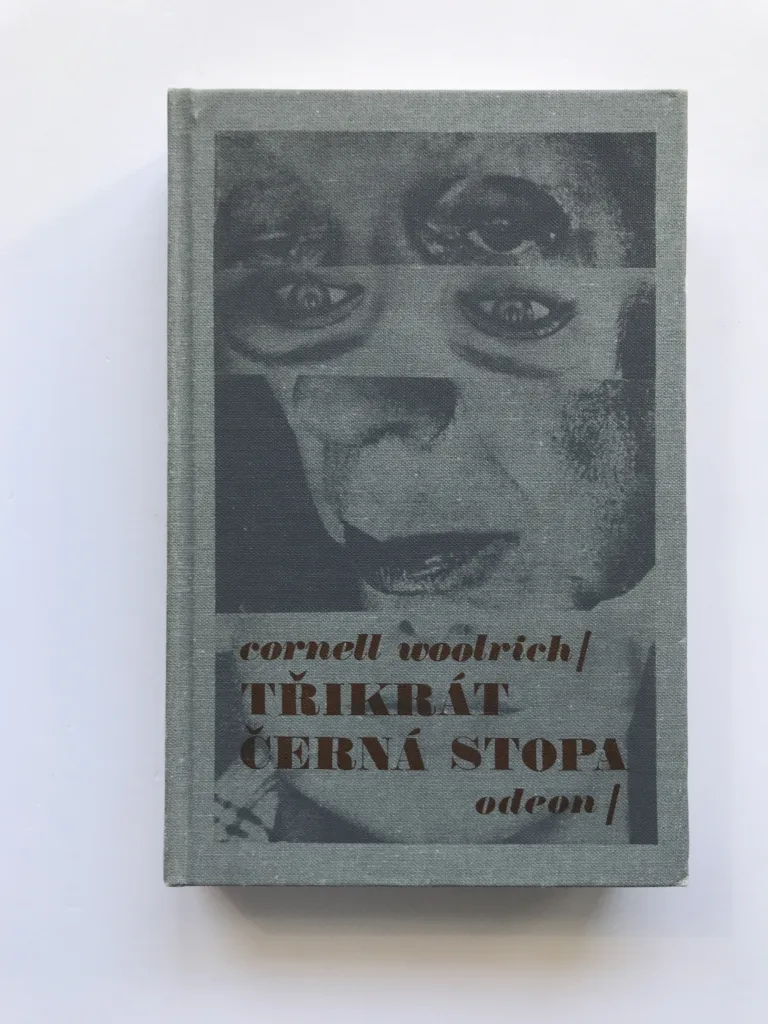 cornell woolrich/
TŘIKRÁT
ČERNÁ STOPA
odeon/